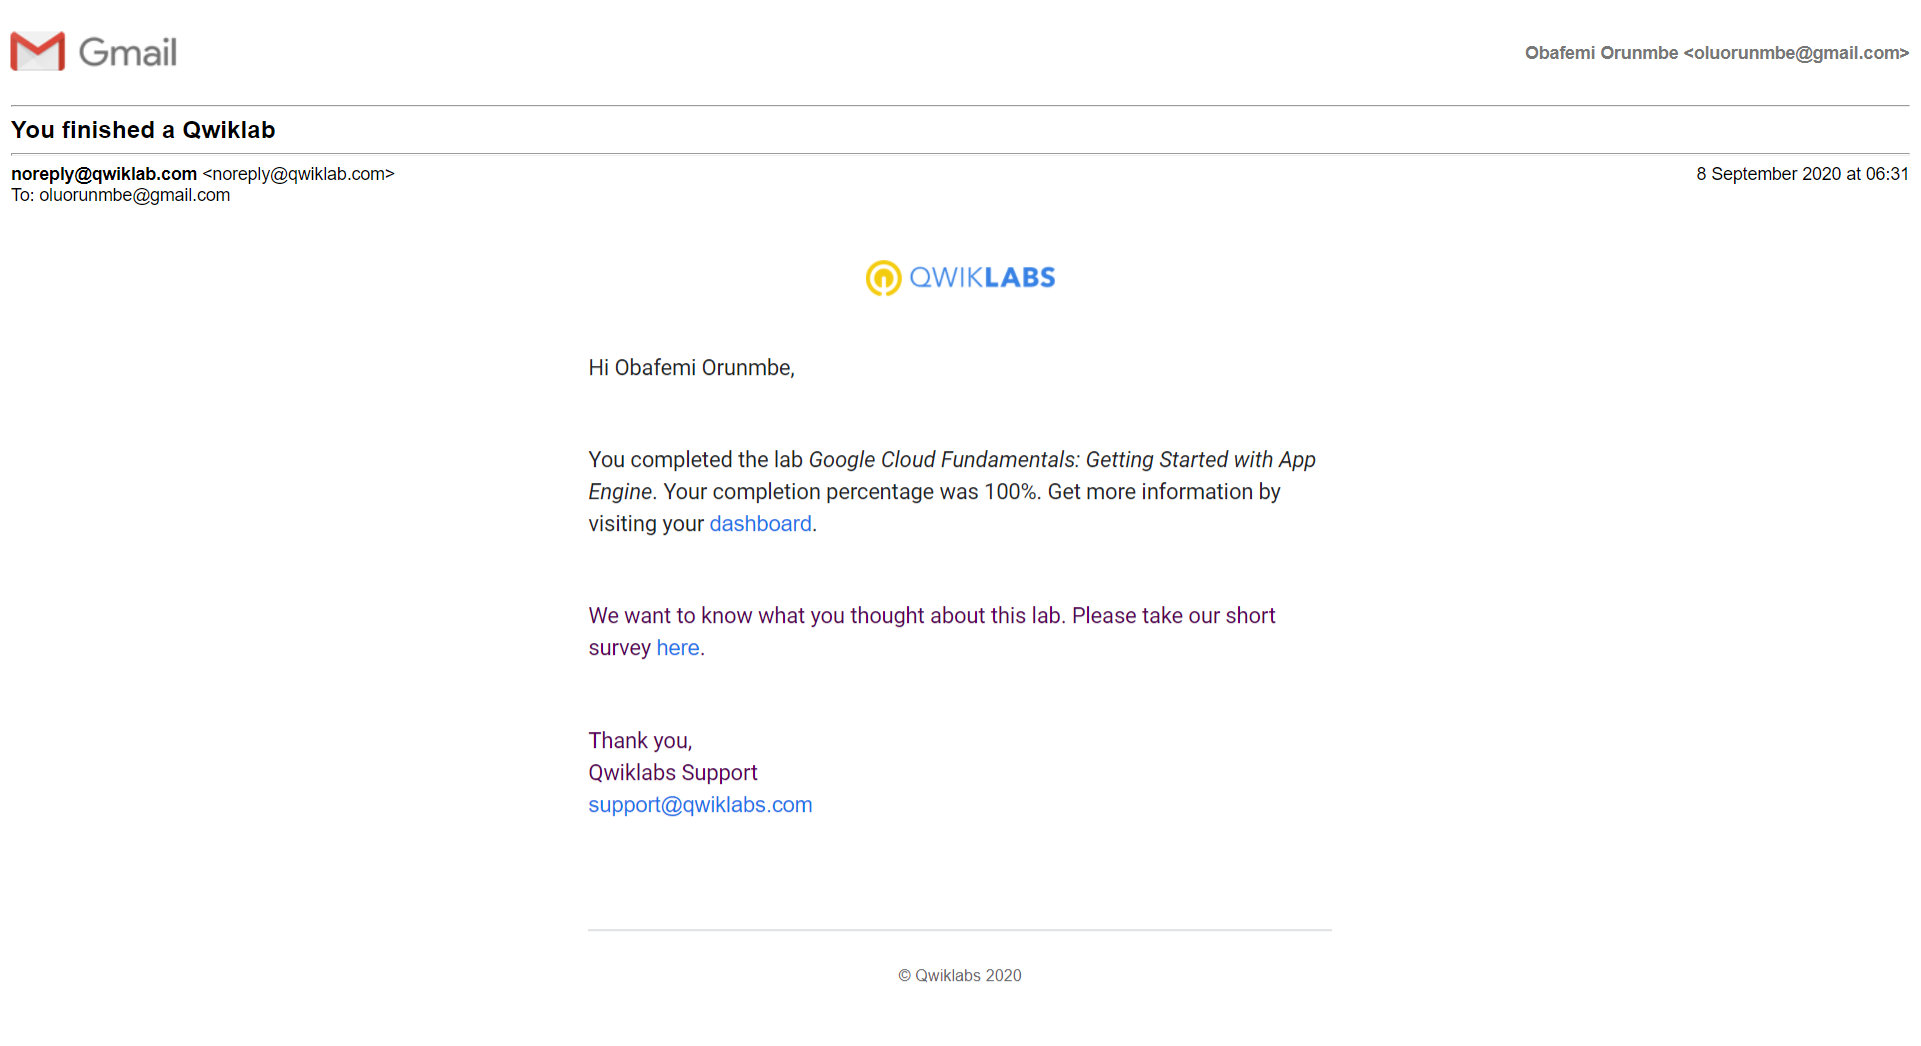 Gmail
Obafemi Orunmbe <oluorunmbe@gmail.com>
You finished a Qwiklab
noreply@qwiklab.com <noreply@qwiklab.com>
8 September 2020 at 06:31
To: oluorunmbe@gmail.com
QWIKLABS
Hi Obafemi Orunmbe,
You completed the lab Google Cloud Fundamentals: Getting Started with App
Engine. Your completion percentage was 100%. Get more information by
visiting your dashboard.
We want to know what you thought about this lab. Please take our short
survey here.
Thank you,
Qwiklabs Support
support@qwiklabs.com
© Qwiklabs 2020